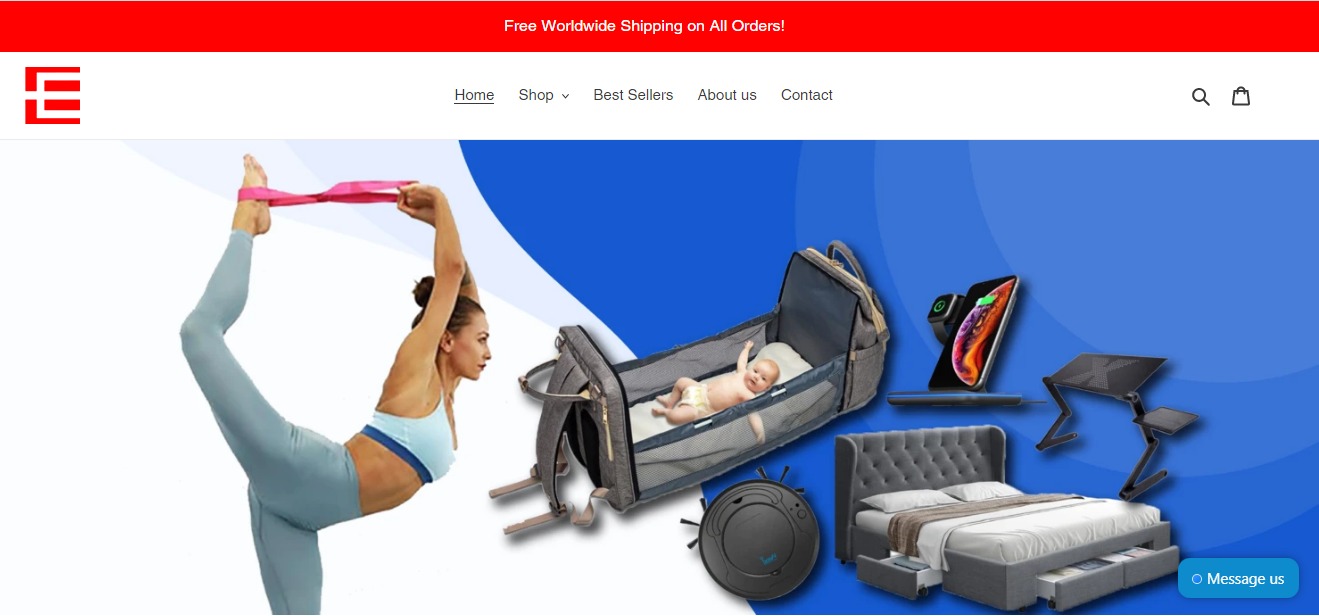 Free Worldwide Shipping on All Orders!
Home Shop Best Sellers About us Contact
Message us